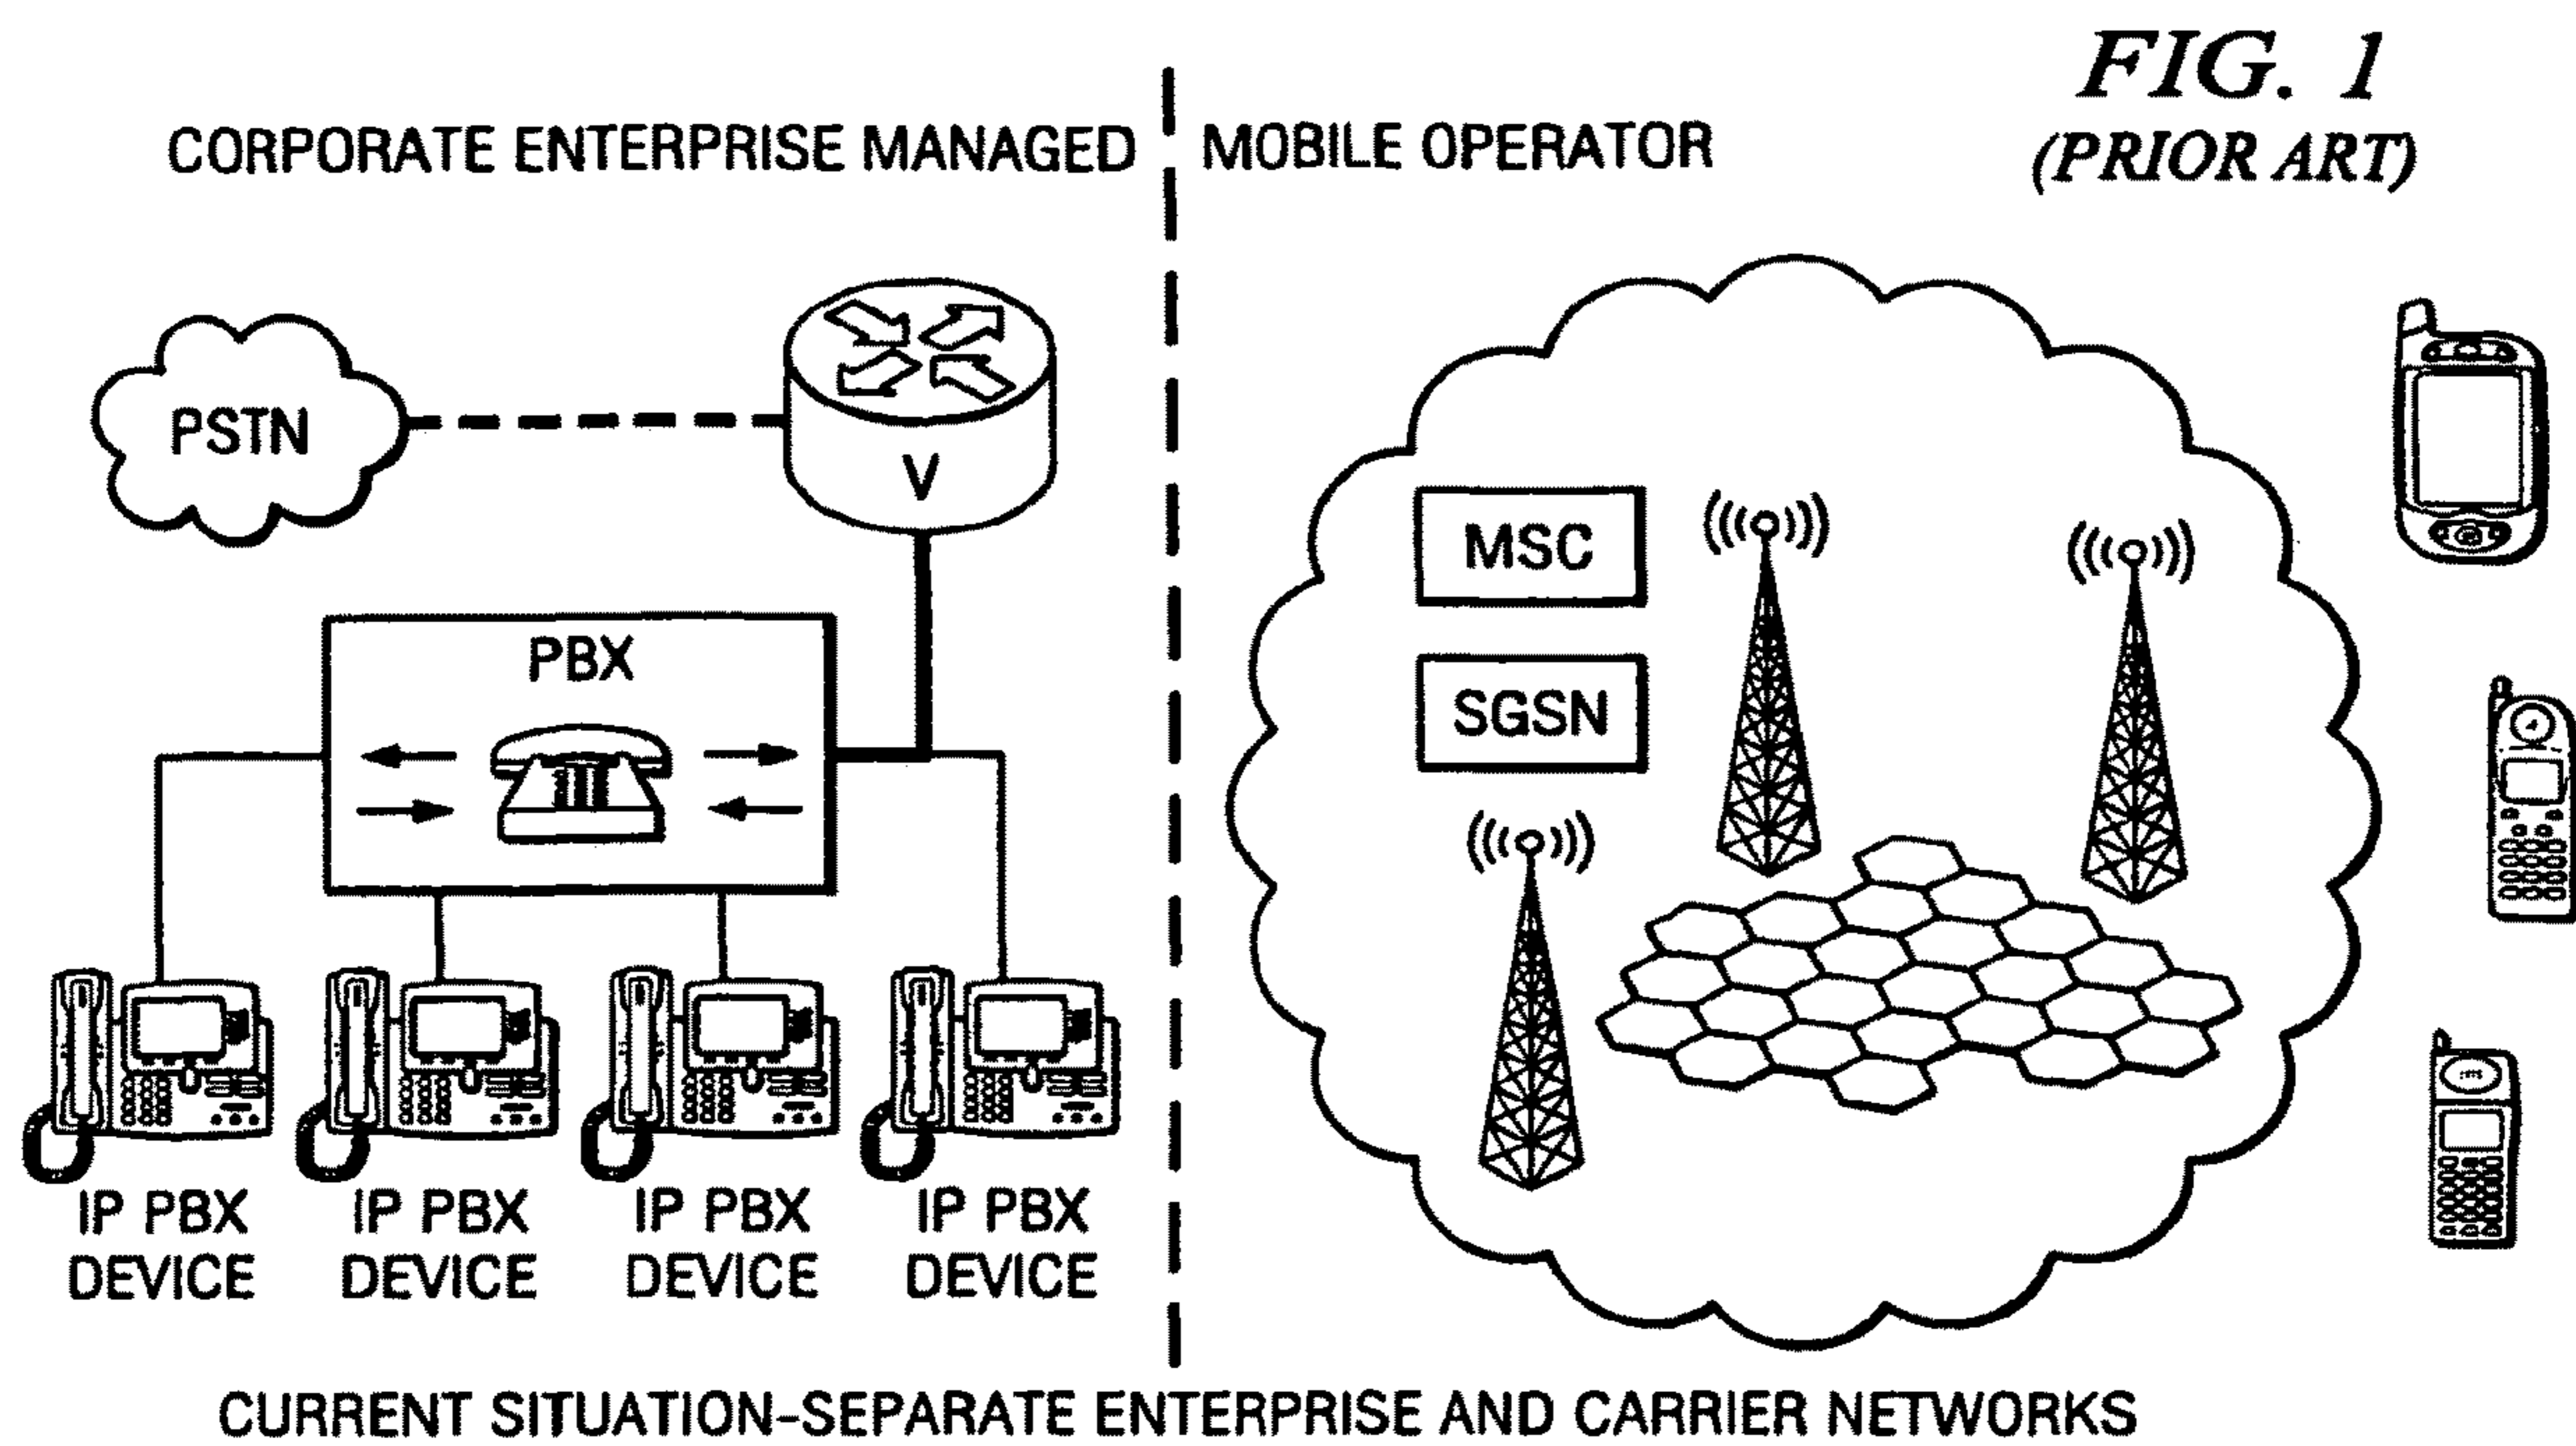 FIG. 1
(PRIOR ART)
CORPORATE ENTERPRISE MANAGED
MOBILE OPERATOR
PSTN
V
PBX
MSC
SGSN
IP PBX
DEVICE
IP PBX
DEVICE
IP PBX
DEVICE
IP PBX
DEVICE
CURRENT SITUATION-SEPARATE ENTERPRISE AND CARRIER NETWORKS